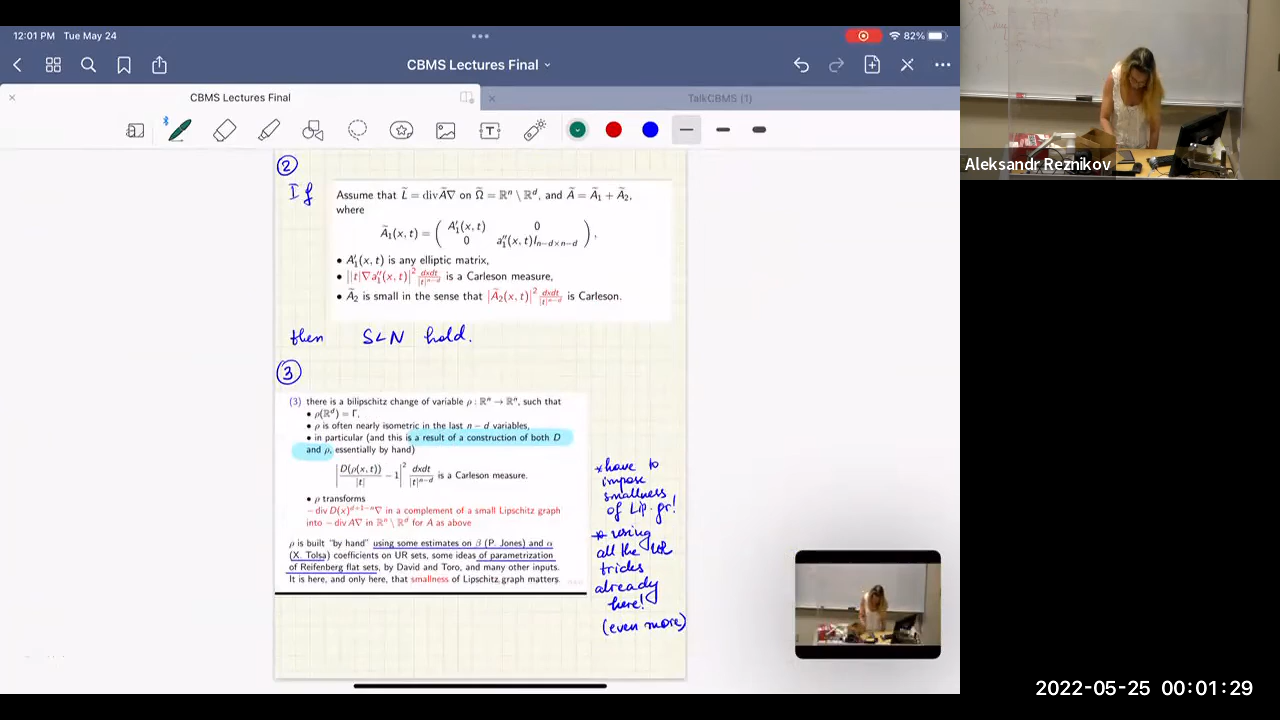 12:01 PM Tue May 24
82%
CBMS Lectures Final
CBMS Lectures Final
TalkCBMS (1)
②
If
Assume that L̃ = divÃ∇ on Ω̃ = ℝⁿ \ ℝᵈ, and Ã = Ã₁ + Ã₂,
where
Ã₁(x, t) = ( A₁′(x, t) 0
0 a₁″(x, t)I_{n−d×n−d} ) ,
• A₁′(x, t) is any elliptic matrix,
• ||t|∇a₁″(x, t)|² dxdt/|t|ⁿ⁻ᵈ is a Carleson measure,
• Ã₂ is small in the sense that |Ã₂(x, t)|² dxdt/|t|ⁿ⁻ᵈ is Carleson.
then S<N hold.
③
(3) there is a bilipschitz change of variable ρ : ℝⁿ → ℝⁿ, such that
• ρ(ℝᵈ) = Γ,
• ρ is often nearly isometric in the last n − d variables,
• in particular (and this is a result of a construction of both D
and ρ, essentially by hand)
|D(ρ(x,t))/|t| − 1|² dxdt/|t|ⁿ⁻ᵈ is a Carleson measure.
• ρ transforms
− div D(x)ᵈ⁺¹⁻ⁿ∇ in a complement of a small Lipschitz graph
into − div A∇ in ℝⁿ \ ℝᵈ for A as above
ρ is built "by hand" using some estimates on β (P. Jones) and α
(X. Tolsa) coefficients on UR sets, some ideas of parametrization
of Reifenberg flat sets, by David and Toro, and many other inputs.
It is here, and only here, that smallness of Lipschitz graph matters.
* have to
impose
smallness
of Lip. gr!
* using
all the UR
tricks
already
here!
(even more)
Aleksandr Reznikov
2022-05-25 00:01:29